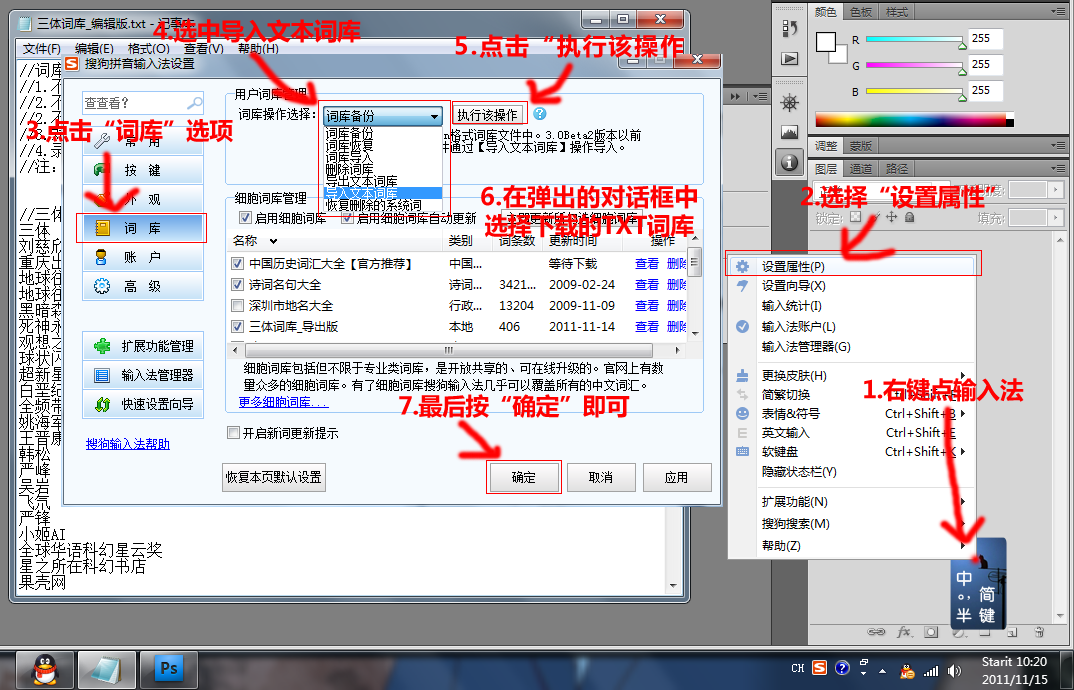 三体词库_编辑版.txt - 记事本
文件(F) 编辑(E) 格式(O) 查看(V) 帮助(H)
4.选中导入文本词库
5.点击“执行该操作
搜狗拼音输入法设置
查查看?
3.点击“词库”选项
常 用
按 键
外 观
词 库
账 户
高 级
扩展功能管理
输入法管理器
快速设置向导
搜狗输入法帮助
用户词库管理
词库操作选择:
词库备份
执行该操作
词库备份
词库恢复
词库导入
删除词库
导出文本词库
导入文本词库
恢复删除的系统词
n格式词库文件中。3.0Beta2版本以前
通过【导入文本词库】操作导入。
6.在弹出的对话框中
选择下载的TXT词库
细胞词库管理
启用细胞词库
启用细胞词库自动更新
名称
类别
词条数
更新时间
操作
中国历史词汇大全【官方推荐】 中国... 等待下载 查看 删除
诗词名句大全 诗词... 3421... 2009-02-24 查看 删除
深圳市地名大全 行政... 13204 2009-11-09 查看 删除
三体词库_导出版 本地 406 2011-11-14 查看 删除
细胞词库包括但不限于专业类词库，是开放共享的、可在线升级的。官网上有数
量众多的细胞词库。有了细胞词库搜狗输入法几乎可以覆盖所有的中文词汇。
更多细胞词库...
7.最后按“确定”即可
开启新词更新提示
恢复本页默认设置
确定
取消
应用
//词库
//1.
//2.
//2.
//4.
//注:
//三体
三体
刘慈欣
重庆出
地球往
地球往
黑暗森
死神永
观想之
球状闪
超新星
白垩纪
全频带
姚海军
王晋康
韩松
严峰
吴岩
飞氘
严锋
小姬AI
全球华语科幻星云奖
星之所在科幻书店
果壳网
颜色 色板 样式
R 255
G 255
B 255
调整 蒙版
图层 通道 路径
2.选择“设置属性”
锁定:
填充:
设置属性(P)
设置向导(X)
输入统计(I)
输入法账户(L)
输入法管理器(G)
更换皮肤(H)
简繁切换 Ctrl+Shift+
表情&符号 Ctrl+Shift+B
英文输入 Ctrl+Shift+E
软键盘 Ctrl+Shift+K
隐藏状态栏(Y)
扩展功能(N)
搜狗搜索(M)
帮助(Z)
1.右键点输入法
中 简
°, 键
半
fx.
Ps
CH
S
Starit 10:20
2011/11/15